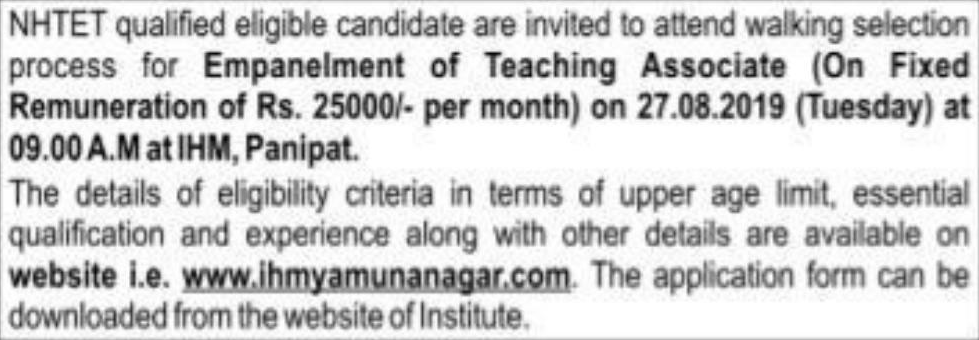 NHTET qualified eligible candidate are invited to attend walking selection
process for Empanelment of Teaching Associate (On Fixed
Remuneration of Rs. 25000/- per month) on 27.08.2019 (Tuesday) at
09.00 A.M at IHM, Panipat.
The details of eligibility criteria in terms of upper age limit, essential
qualification and experience along with other details are available on
website i.e. www.ihmyamunanagar.com. The application form can be
downloaded from the website of Institute.